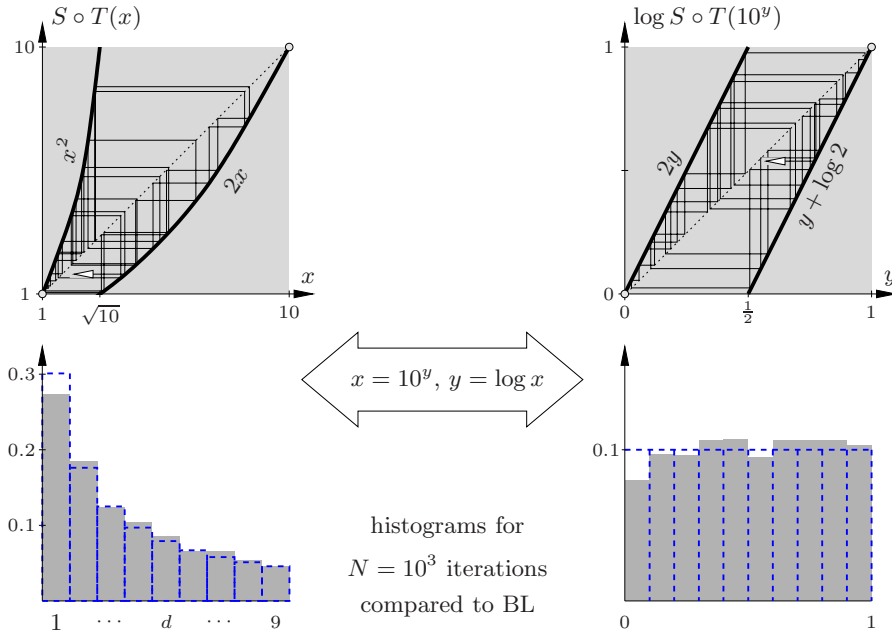 S ∘ T(x)
log S ∘ T(10^y)
10
10
1
x²
2x
1
√10
10
x
1
0
2y
y + log 2
0
½
1
y
x = 10^y, y = log x
0.3
0.2
0.1
1 ··· d ··· 9
histograms for
N = 10³ iterations
compared to BL
0.1
0
1